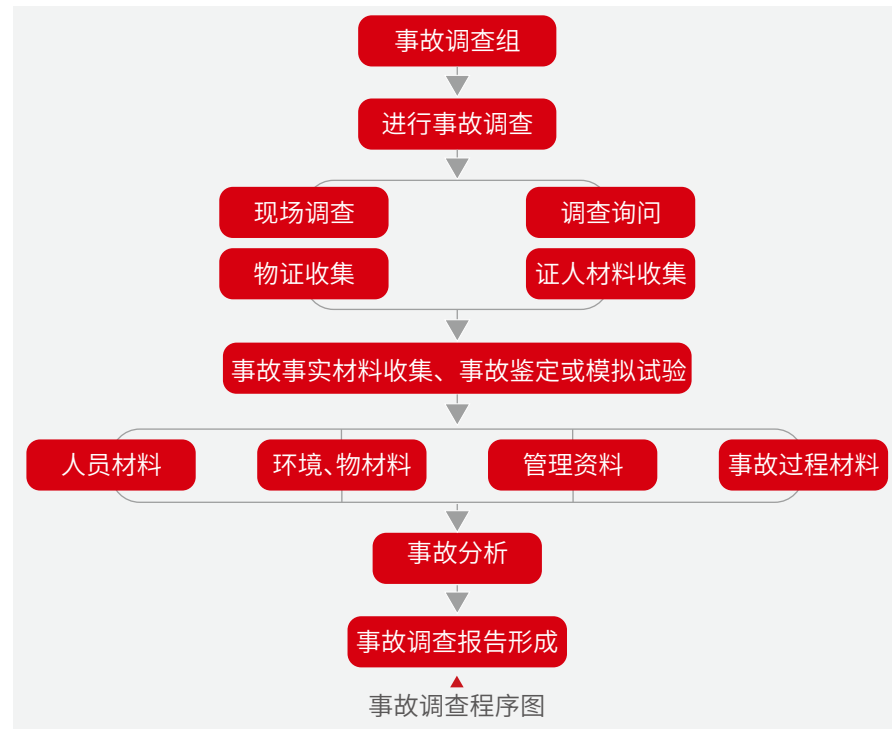 事故调查组
进行事故调查
现场调查
调查询问
物证收集
证人材料收集
事故事实材料收集、事故鉴定或模拟试验
人员材料
环境、物材料
管理资料
事故过程材料
事故分析
事故调查报告形成
事故调查程序图